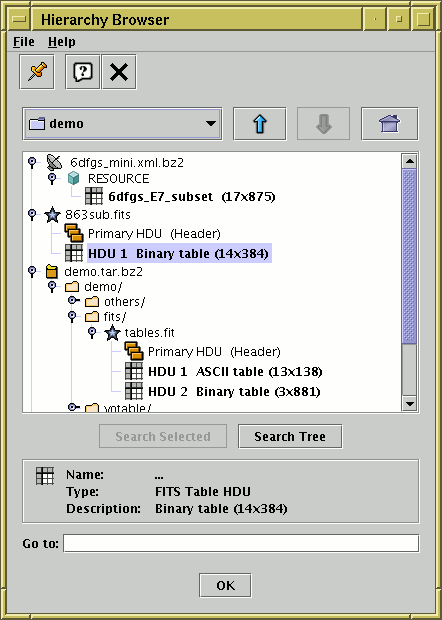 Hierarchy Browser
File Help
demo
6dfgs_mini.xml.bz2
RESOURCE
6dfgs_E7_subset (17x875)
863sub.fits
Primary HDU (Header)
HDU 1 Binary table (14x384)
demo.tar.bz2
demo/
others/
fits/
tables.fit
Primary HDU (Header)
HDU 1 ASCII table (13x138)
HDU 2 Binary table (3x881)
votable/
Search Selected Search Tree
Name: ...
Type: FITS Table HDU
Description: Binary table (14x384)
Go to:
OK